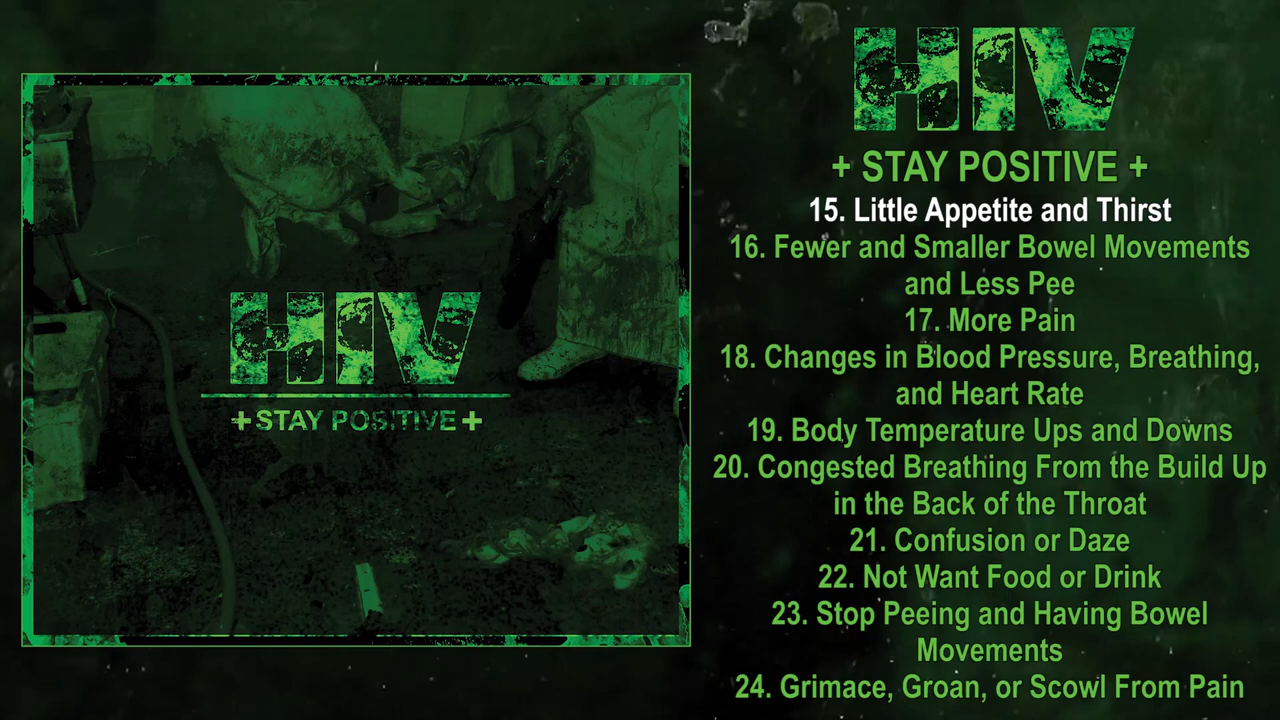 HIV
+ STAY POSITIVE +
HIV
+ STAY POSITIVE +
15. Little Appetite and Thirst
16. Fewer and Smaller Bowel Movements
and Less Pee
17. More Pain
18. Changes in Blood Pressure, Breathing,
and Heart Rate
19. Body Temperature Ups and Downs
20. Congested Breathing From the Build Up
in the Back of the Throat
21. Confusion or Daze
22. Not Want Food or Drink
23. Stop Peeing and Having Bowel
Movements
24. Grimace, Groan, or Scowl From Pain